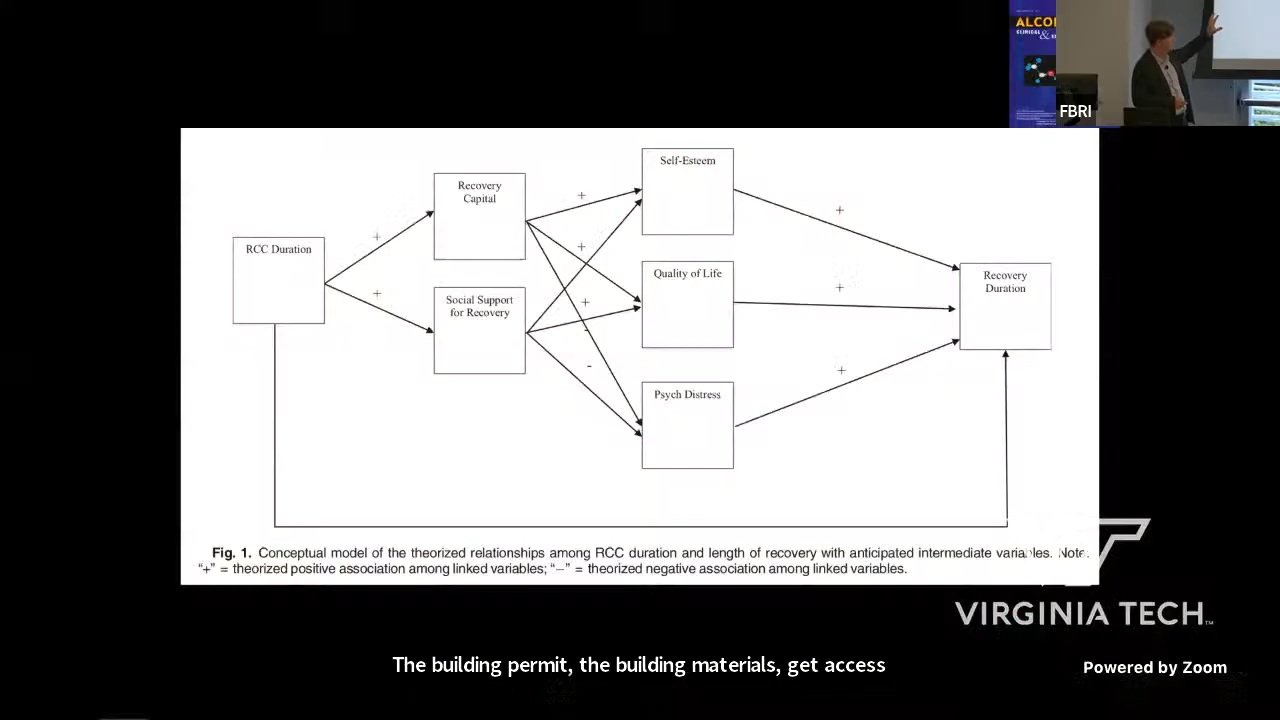 ALCO
CLINICAL
&
FBRI
Self-Esteem
Recovery
Capital
+
+
+
RCC Duration
+
Quality of Life
Recovery
Duration
+
Social Support
for Recovery
+
+
-
-
+
Psych Distress
Fig. 1. Conceptual model of the theorized relationships among RCC duration and length of recovery with anticipated intermediate variables. Note:
“+” = theorized positive association among linked variables; “−” = theorized negative association among linked variables.
VIRGINIA TECH™
The building permit, the building materials, get access
Powered by Zoom